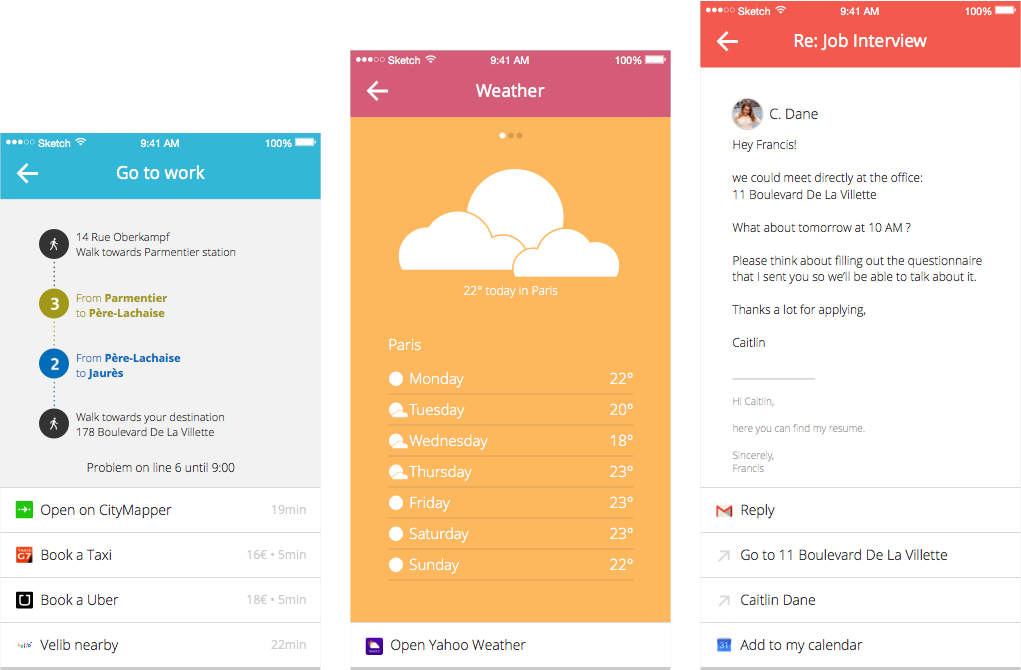 Sketch 9:41 AM 100%
Go to work
14 Rue Oberkampf
Walk towards Parmentier station
3
From Parmentier
to Père-Lachaise
2
From Père-Lachaise
to Jaurès
Walk towards your destination
178 Boulevard De La Villette
Problem on line 6 until 9:00
Open on CityMapper 19min
Book a Taxi 16€ • 5min
Book a Uber 18€ • 5min
Velib nearby 22min
Sketch 9:41 AM 100%
Weather
22° today in Paris
Paris
Monday 22°
Tuesday 20°
Wednesday 18°
Thursday 23°
Friday 23°
Saturday 23°
Sunday 22°
Open Yahoo Weather
Sketch 9:41 AM 100%
Re: Job Interview
C. Dane
Hey Francis!
we could meet directly at the office:
11 Boulevard De La Villette
What about tomorrow at 10 AM ?
Please think about filling out the questionnaire
that I sent you so we'll be able to talk about it.
Thanks a lot for applying,
Caitlin
Hi Caitlin,
here you can find my resume.
Sincerely,
Francis
Reply
Go to 11 Boulevard De La Villette
Caitlin Dane
31
Add to my calendar